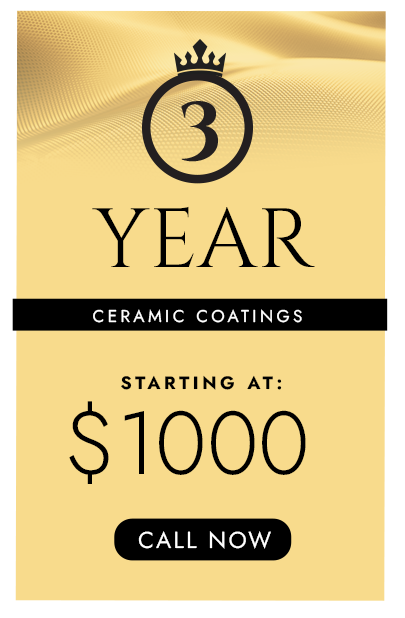 3
YEAR
CERAMIC COATINGS
STARTING AT:
$1000
CALL NOW